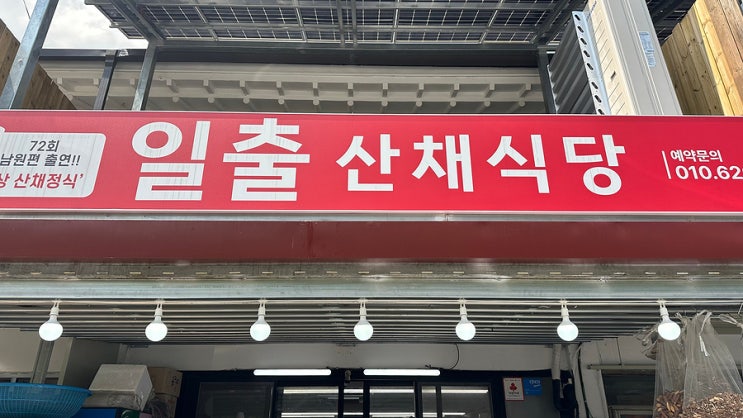 72회
남원편 출연!!
상 산채정식'
일출 산채식당
예약문의
010.62